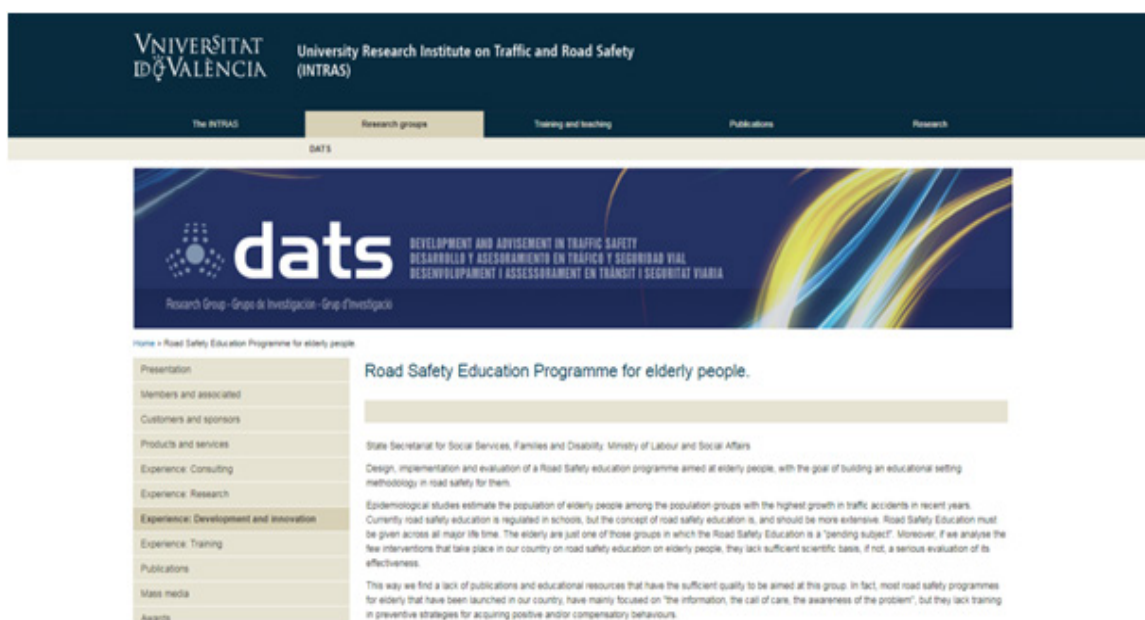 VNIVERSITAT
DÖVALÈNCIA
University Research Institute on Traffic and Road Safety
(INTRAS)
The INTRAS
Research groups
Training and teaching
Publications
Research
DATS
dats
DEVELOPMENT AND ADVISEMENT IN TRAFFIC SAFETY
DESARROLLO Y ASESORAMIENTO EN TRÁFICO Y SEGURIDAD VIAL
DESENVOLUPAMENT I ASSESSORAMENT EN TRÀNSIT I SEGURITAT VIARIA
Research Group - Grupo de Investigación - Grup d'Investigació
Home » Road Safety Education Programme for elderly people.
Presentation
Members and associated
Customers and sponsors
Products and services
Experience: Consulting
Experience: Research
Experience: Development and innovation
Experience: Training
Publications
Mass media
Awards
Road Safety Education Programme for elderly people.
State Secretariat for Social Services, Families and Disability. Ministry of Labour and Social Affairs
Design, implementation and evaluation of a Road Safety education programme aimed at elderly people, with the goal of building an educational setting
methodology in road safety for them.
Epidemiological studies estimate the population of elderly people among the population groups with the highest growth in traffic accidents in recent years.
Currently road safety education is regulated in schools, but the concept of road safety education is, and should be more extensive. Road Safety Education must
be given across all major life time. The elderly are just one of those groups in which the Road Safety Education is a "pending subject". Moreover, if we analyse the
few interventions that take place in our country on road safety education on elderly people, they lack sufficient scientific basis, if not, a serious evaluation of its
effectiveness.
This way we find a lack of publications and educational resources that have the sufficient quality to be aimed at this group. In fact, most road safety programmes
for elderly that have been launched in our country, have mainly focused on "the information, the call of care, the awareness of the problem", but they lack training
in preventive strategies for acquiring positive and/or compensatory behaviours.